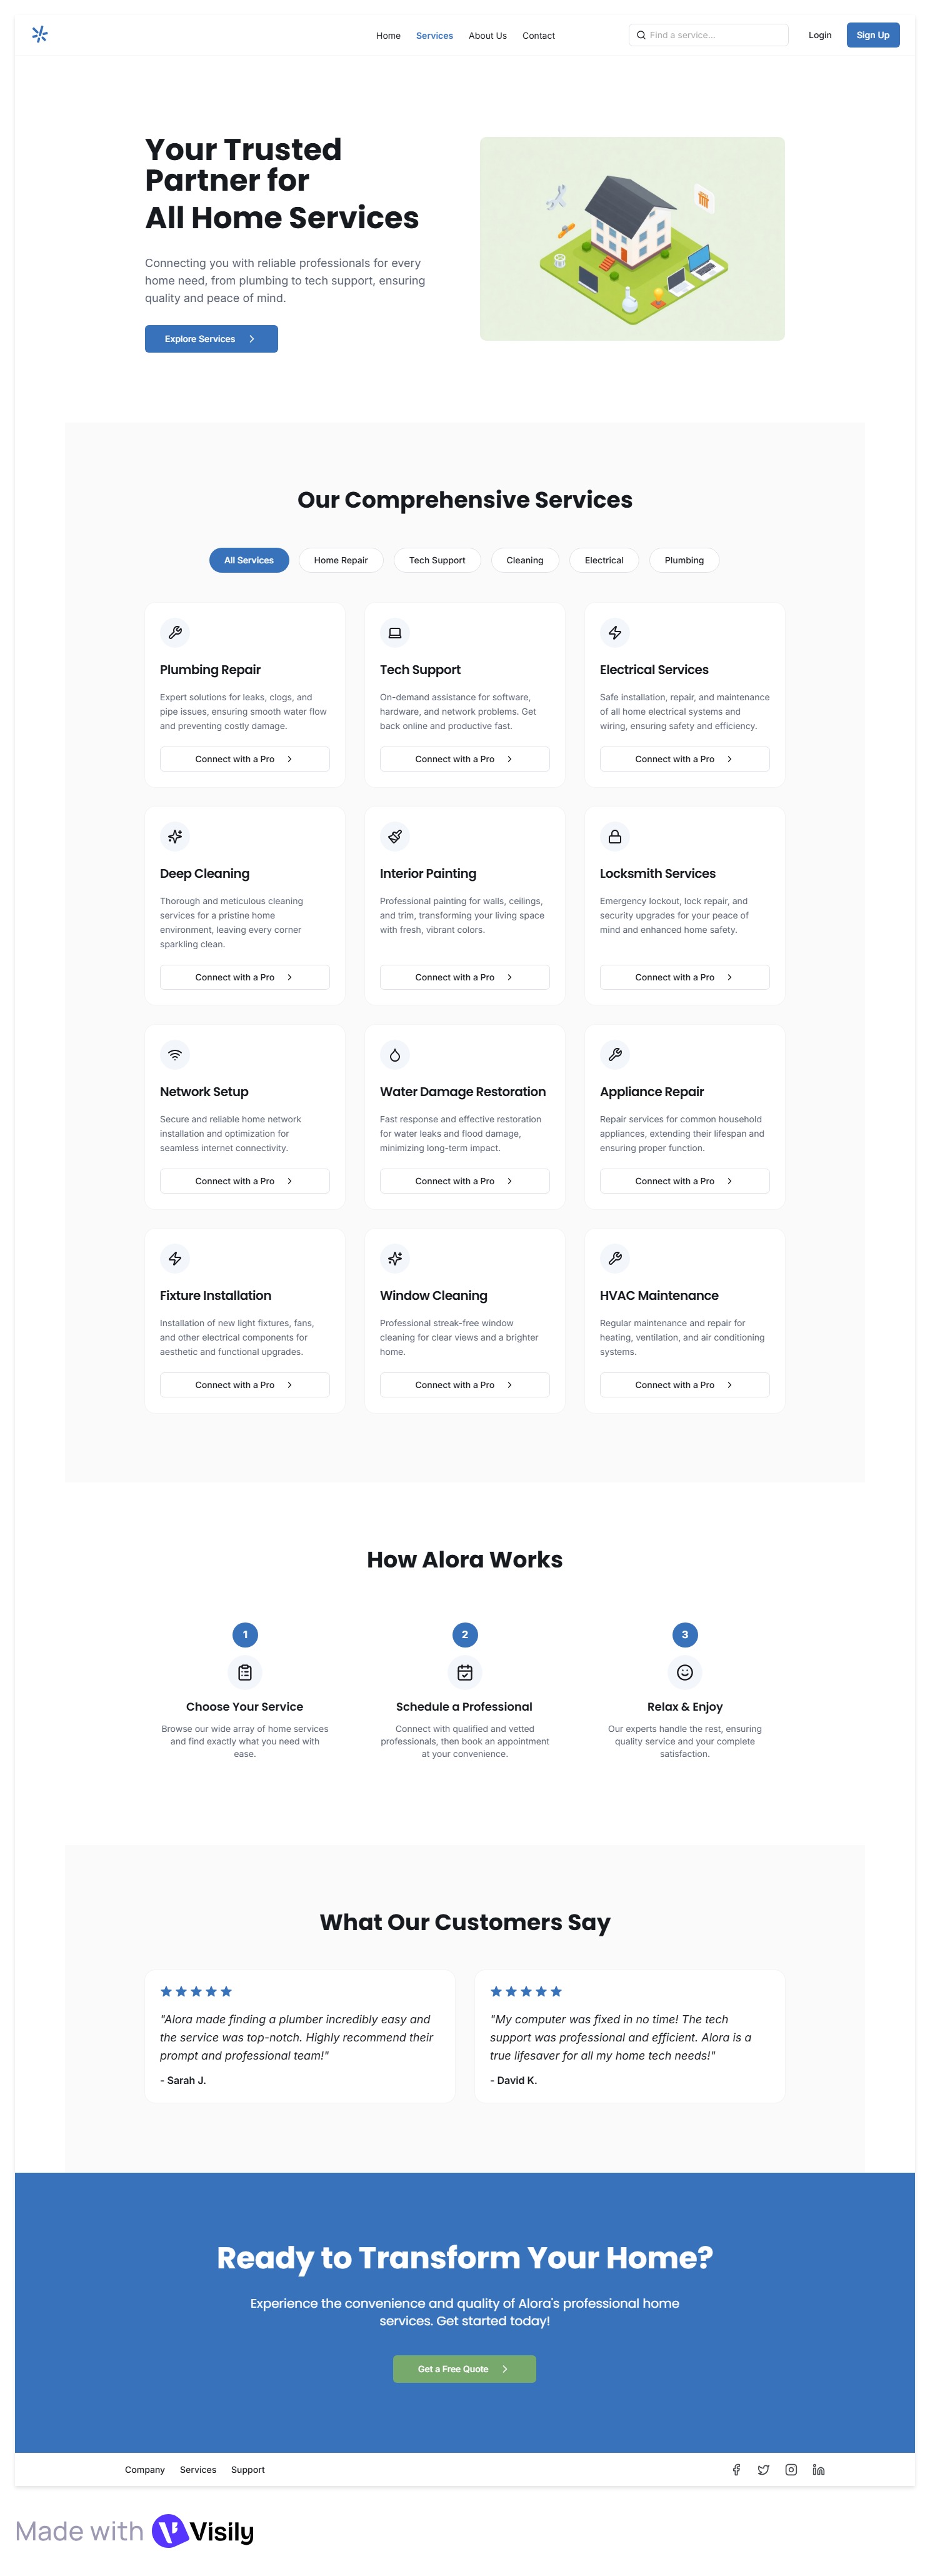 Home Services About Us Contact Find a service... Login Sign Up
Your Trusted
Partner for
All Home Services
Connecting you with reliable professionals for every
home need, from plumbing to tech support, ensuring
quality and peace of mind.
Explore Services
Our Comprehensive Services
All Services Home Repair Tech Support Cleaning Electrical Plumbing
Plumbing Repair
Expert solutions for leaks, clogs, and
pipe issues, ensuring smooth water flow
and preventing costly damage.
Connect with a Pro
Tech Support
On-demand assistance for software,
hardware, and network problems. Get
back online and productive fast.
Connect with a Pro
Electrical Services
Safe installation, repair, and maintenance
of all home electrical systems and
wiring, ensuring safety and efficiency.
Connect with a Pro
Deep Cleaning
Thorough and meticulous cleaning
services for a pristine home
environment, leaving every corner
sparkling clean.
Connect with a Pro
Interior Painting
Professional painting for walls, ceilings,
and trim, transforming your living space
with fresh, vibrant colors.
Connect with a Pro
Locksmith Services
Emergency lockout, lock repair, and
security upgrades for your peace of
mind and enhanced home safety.
Connect with a Pro
Network Setup
Secure and reliable home network
installation and optimization for
seamless internet connectivity.
Connect with a Pro
Water Damage Restoration
Fast response and effective restoration
for water leaks and flood damage,
minimizing long-term impact.
Connect with a Pro
Appliance Repair
Repair services for common household
appliances, extending their lifespan and
ensuring proper function.
Connect with a Pro
Fixture Installation
Installation of new light fixtures, fans,
and other electrical components for
aesthetic and functional upgrades.
Connect with a Pro
Window Cleaning
Professional streak-free window
cleaning for clear views and a brighter
home.
Connect with a Pro
HVAC Maintenance
Regular maintenance and repair for
heating, ventilation, and air conditioning
systems.
Connect with a Pro
How Alora Works
1
Choose Your Service
Browse our wide array of home services
and find exactly what you need with
ease.
2
Schedule a Professional
Connect with qualified and vetted
professionals, then book an appointment
at your convenience.
3
Relax & Enjoy
Our experts handle the rest, ensuring
quality service and your complete
satisfaction.
What Our Customers Say
"Alora made finding a plumber incredibly easy and
the service was top-notch. Highly recommend their
prompt and professional team!"
- Sarah J.
"My computer was fixed in no time! The tech
support was professional and efficient. Alora is a
true lifesaver for all my home tech needs!"
- David K.
Ready to Transform Your Home?
Experience the convenience and quality of Alora's professional home
services. Get started today!
Get a Free Quote
Company Services Support
Made with Visily